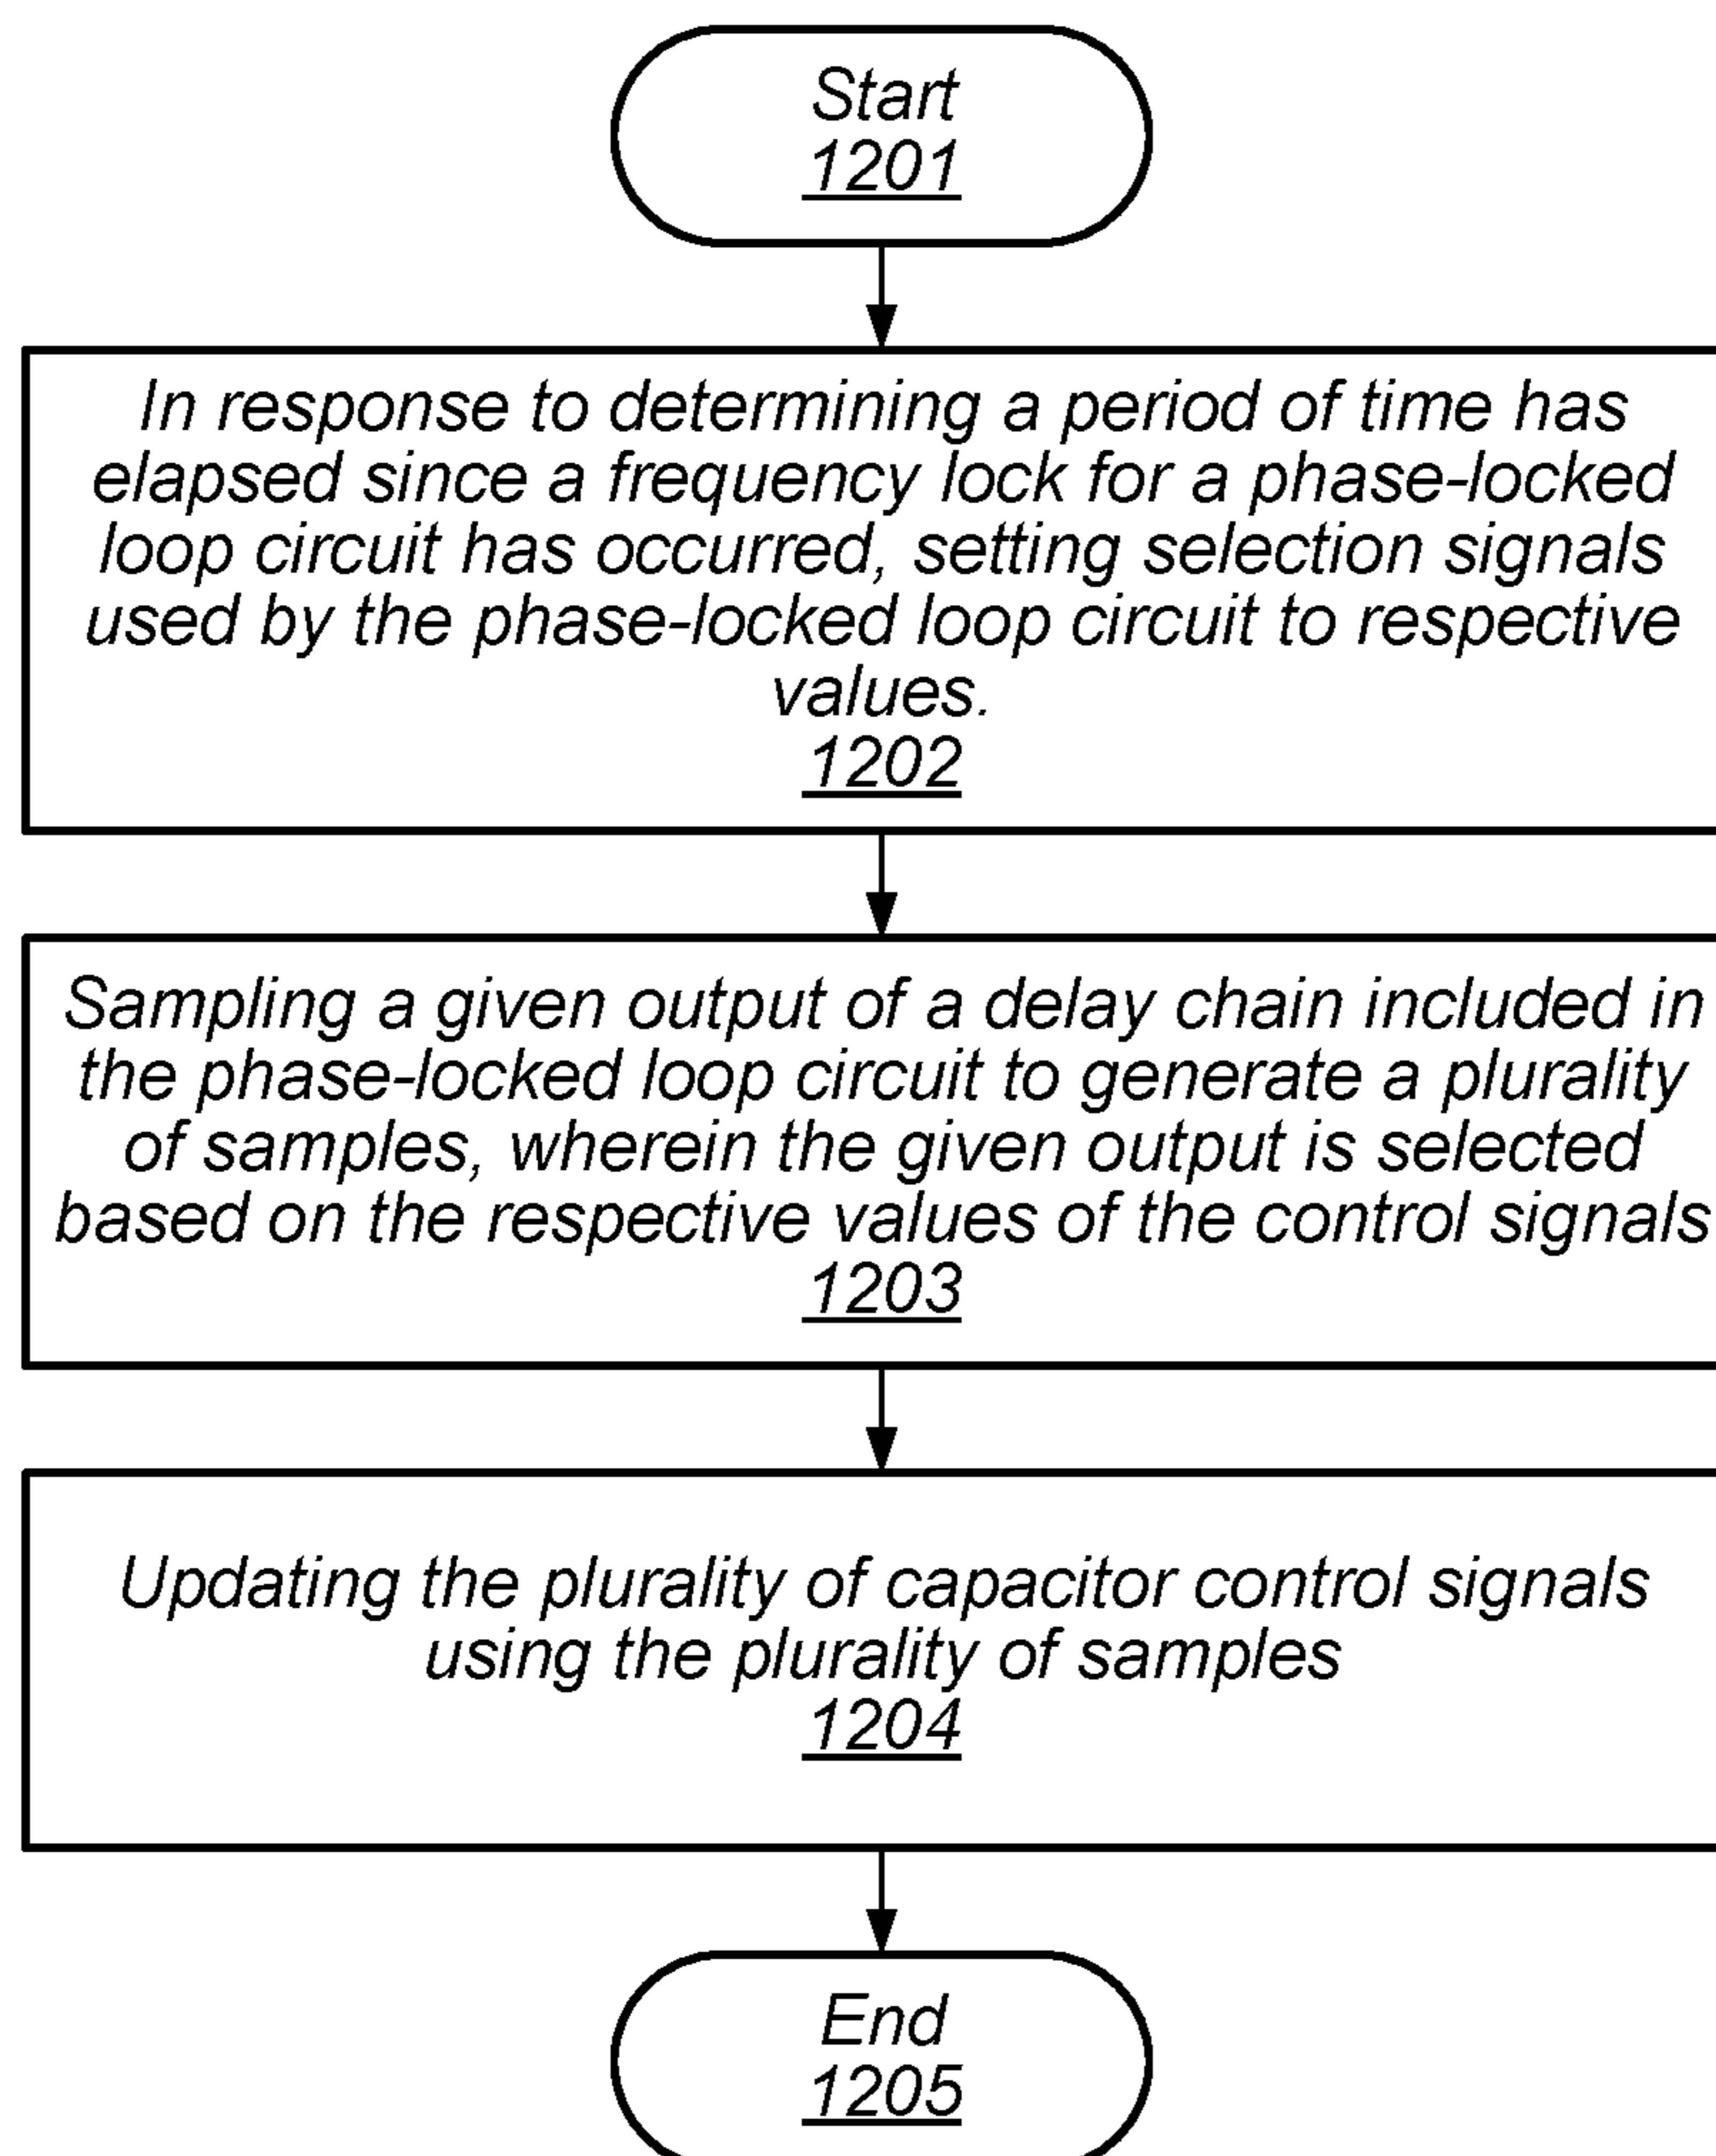 Start
1201
In response to determining a period of time has
elapsed since a frequency lock for a phase-locked
loop circuit has occurred, setting selection signals
used by the phase-locked loop circuit to respective
values.
1202
Sampling a given output of a delay chain included in
the phase-locked loop circuit to generate a plurality
of samples, wherein the given output is selected
based on the respective values of the control signals
1203
Updating the plurality of capacitor control signals
using the plurality of samples
1204
End
1205